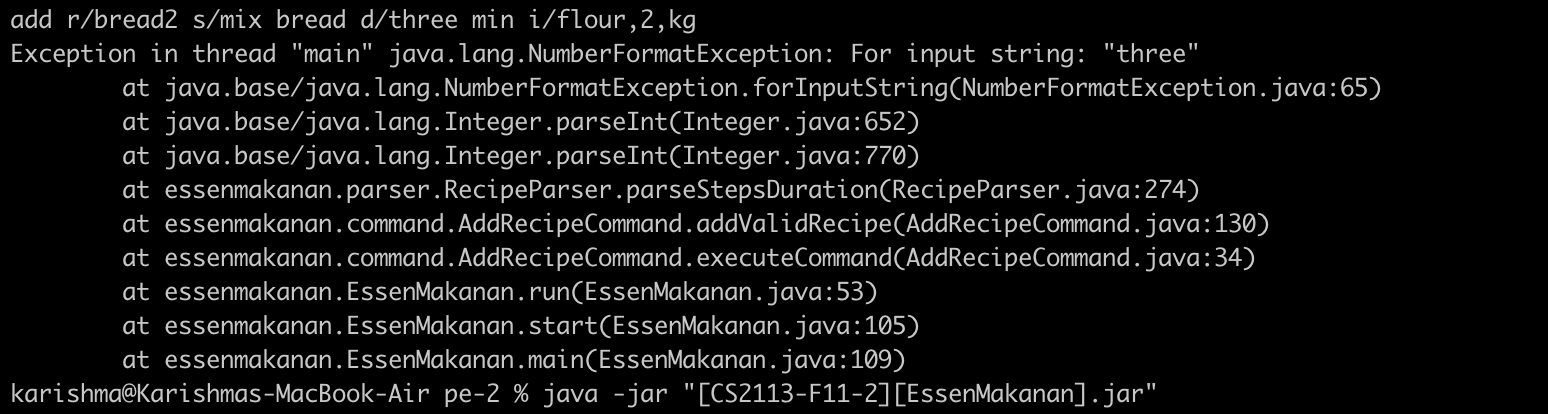 add r/bread2 s/mix bread d/three min i/flour,2,kg
Exception in thread "main" java.lang.NumberFormatException: For input string: "three"
        at java.base/java.lang.NumberFormatException.forInputString(NumberFormatException.java:65)
        at java.base/java.lang.Integer.parseInt(Integer.java:652)
        at java.base/java.lang.Integer.parseInt(Integer.java:770)
        at essenmakanan.parser.RecipeParser.parseStepsDuration(RecipeParser.java:274)
        at essenmakanan.command.AddRecipeCommand.addValidRecipe(AddRecipeCommand.java:130)
        at essenmakanan.command.AddRecipeCommand.executeCommand(AddRecipeCommand.java:34)
        at essenmakanan.EssenMakanan.run(EssenMakanan.java:53)
        at essenmakanan.EssenMakanan.start(EssenMakanan.java:105)
        at essenmakanan.EssenMakanan.main(EssenMakanan.java:109)
karishma@Karishmas-MacBook-Air pe-2 % java -jar "[CS2113-F11-2][EssenMakanan].jar"